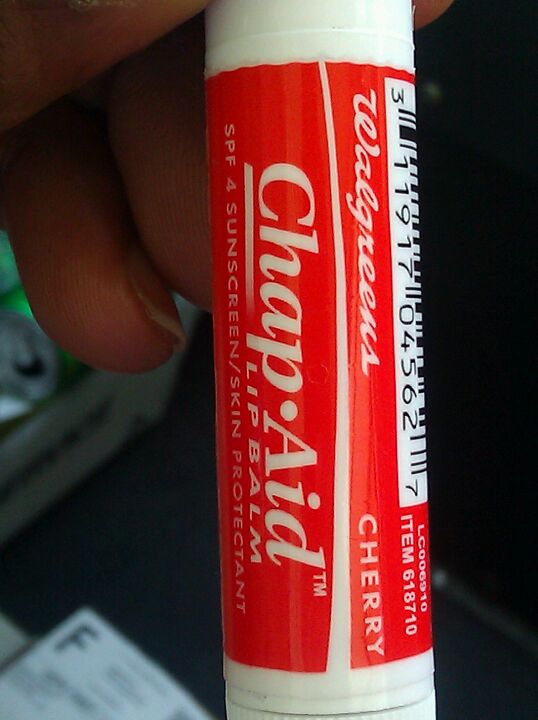 Walgreens
CHERRY
Chap•Aid™
LIP BALM
SPF 4 SUNSCREEN/SKIN PROTECTANT
3 11917 04562 7
LC006910
ITEM 618710
F